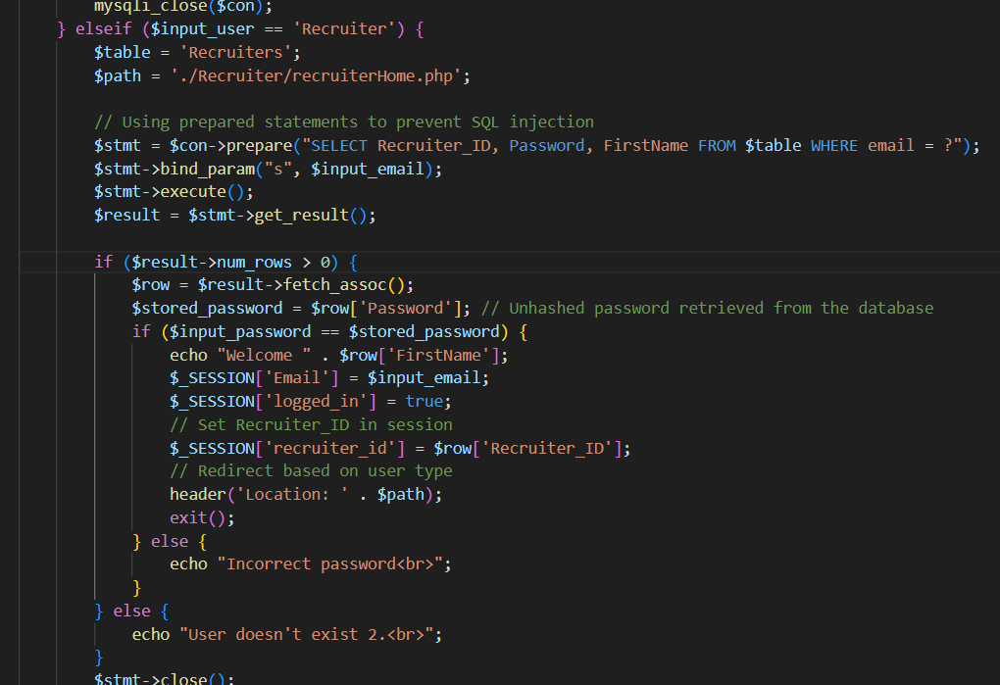 mysqli_close($con);
} elseif ($input_user == 'Recruiter') {
$table = 'Recruiters';
$path = './Recruiter/recruiterHome.php';
// Using prepared statements to prevent SQL injection
$stmt = $con->prepare("SELECT Recruiter_ID, Password, FirstName FROM $table WHERE email = ?");
$stmt->bind_param("s", $input_email);
$stmt->execute();
$result = $stmt->get_result();
if ($result->num_rows > 0) {
$row = $result->fetch_assoc();
$stored_password = $row['Password']; // Unhashed password retrieved from the database
if ($input_password == $stored_password) {
echo "Welcome " . $row['FirstName'];
$_SESSION['Email'] = $input_email;
$_SESSION['logged_in'] = true;
// Set Recruiter_ID in session
$_SESSION['recruiter_id'] = $row['Recruiter_ID'];
// Redirect based on user type
header('Location: ' . $path);
exit();
} else {
echo "Incorrect password<br>";
}
} else {
echo "User doesn't exist 2.<br>";
}
$stmt->close();